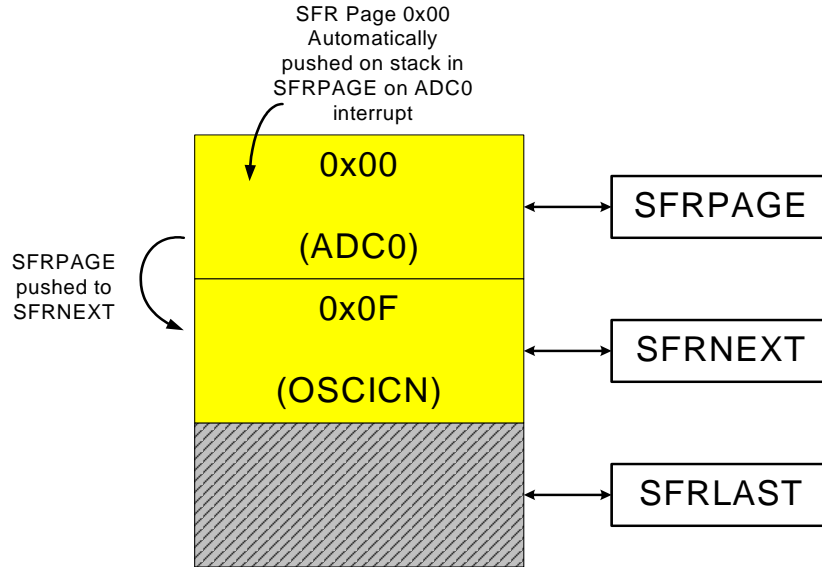 SFR Page 0x00
Automatically
pushed on stack in
SFRPAGE on ADC0
interrupt
0x00
(ADC0)
SFRPAGE
SFRPAGE
pushed to
SFRNEXT
0x0F
(OSCICN)
SFRNEXT
SFRLAST